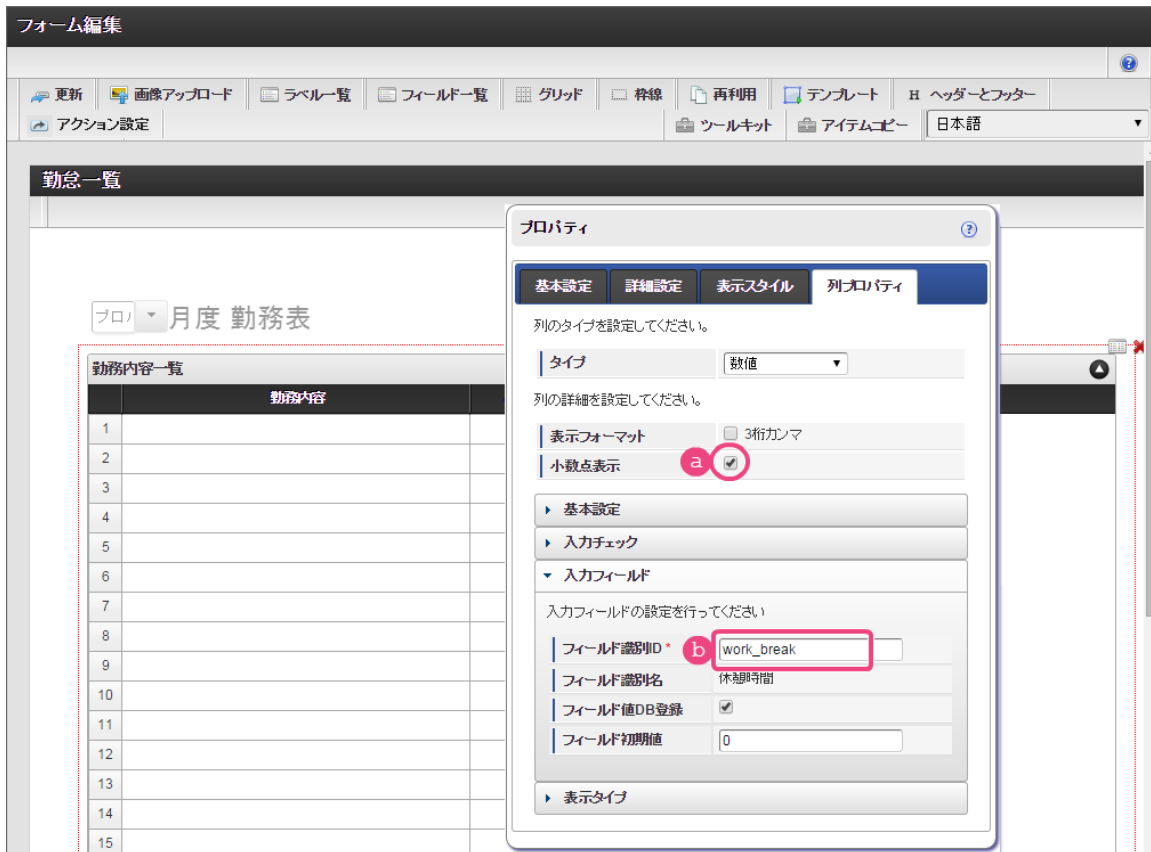 フォーム編集
更新 画像アップロード ラベル一覧 フィールド一覧 グリッド 枠線 再利用 テンプレート H ヘッダーとフッター
アクション設定 ツールキット アイテムコピー 日本語
勤怠一覧
月度 勤務表
勤務内容一覧
勤務内容
1
2
3
4
5
6
7
8
9
10
11
12
13
14
15
プロパティ
基本設定 詳細設定 表示スタイル 列プロパティ
列のタイプを設定してください。
タイプ 数値
列の詳細を設定してください。
表示フォーマット 3桁カンマ
小数点表示 a
基本設定
入力チェック
入力フィールド
入力フィールドの設定を行ってください
フィールド識別ID * b work_break
フィールド識別名 休憩時間
フィールド値DB登録
フィールド初期値 0
表示タイプ